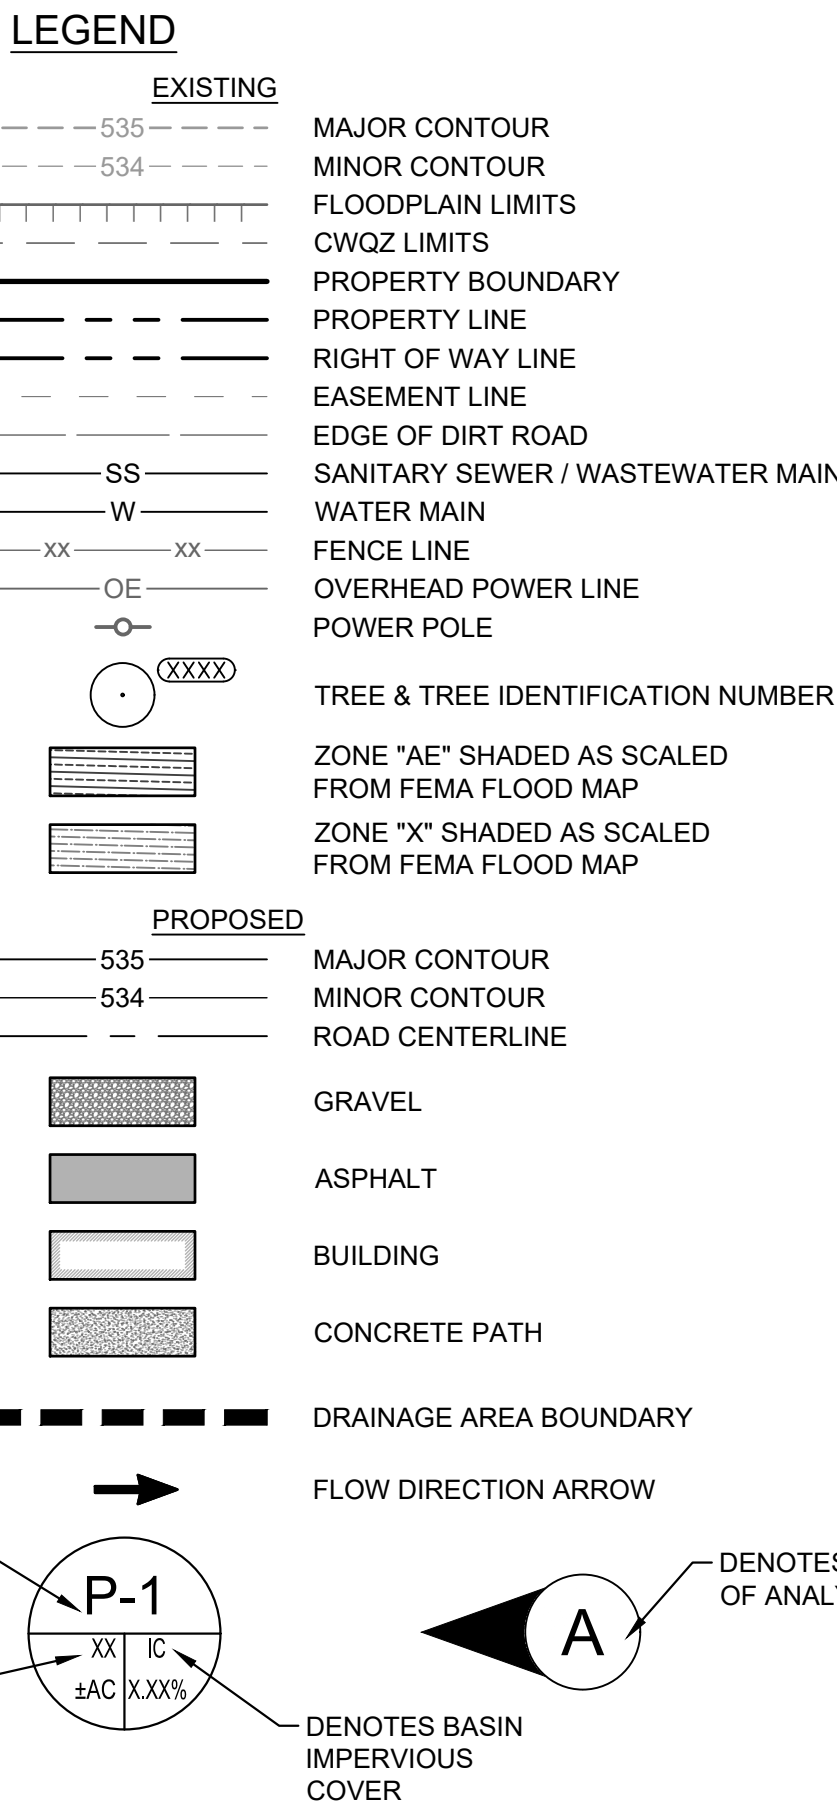 LEGEND
EXISTING
535 MAJOR CONTOUR
534 MINOR CONTOUR
FLOODPLAIN LIMITS
CWQZ LIMITS
PROPERTY BOUNDARY
PROPERTY LINE
RIGHT OF WAY LINE
EASEMENT LINE
EDGE OF DIRT ROAD
SS SANITARY SEWER / WASTEWATER MAIN
W WATER MAIN
XX XX FENCE LINE
OE OVERHEAD POWER LINE
POWER POLE
XXXX
TREE & TREE IDENTIFICATION NUMBER
ZONE "AE" SHADED AS SCALED
FROM FEMA FLOOD MAP
ZONE "X" SHADED AS SCALED
FROM FEMA FLOOD MAP
PROPOSED
535 MAJOR CONTOUR
534 MINOR CONTOUR
ROAD CENTERLINE
GRAVEL
ASPHALT
BUILDING
CONCRETE PATH
DRAINAGE AREA BOUNDARY
FLOW DIRECTION ARROW
P-1
XX IC
±AC X.XX%
DENOTES BASIN
IMPERVIOUS
COVER
A
DENOTES
OF